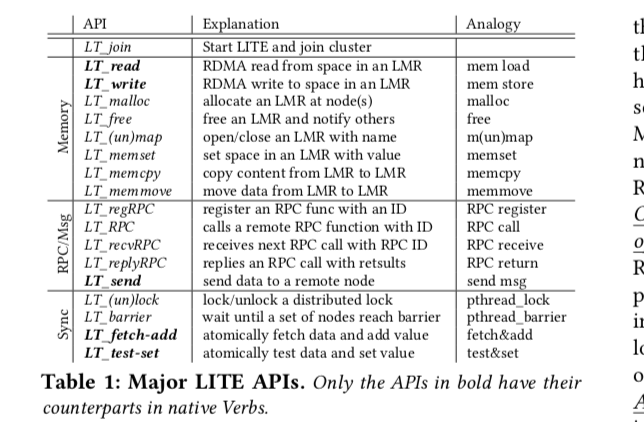 API Explanation Analogy
LT_join Start LITE and join cluster
Memory
LT_read RDMA read from space in an LMR mem load
LT_write RDMA write to space in an LMR mem store
LT_malloc allocate an LMR at node(s) malloc
LT_free free an LMR and notify others free
LT_(un)map open/close an LMR with name m(un)map
LT_memset set space in an LMR with value memset
LT_memcpy copy content from LMR to LMR memcpy
LT_memmove move data from LMR to LMR memmove
RPC/Msg
LT_regRPC register an RPC func with an ID RPC register
LT_RPC calls a remote RPC function with ID RPC call
LT_recvRPC receives next RPC call with RPC ID RPC receive
LT_replyRPC replies an RPC call with retsults RPC return
LT_send send data to a remote node send msg
Sync
LT_(un)lock lock/unlock a distributed lock pthread_lock
LT_barrier wait until a set of nodes reach barrier pthread_barrier
LT_fetch-add atomically fetch data and add value fetch&add
LT_test-set atomically test data and set value test&set
Table 1: Major LITE APIs. Only the APIs in bold have their
counterparts in native Verbs.